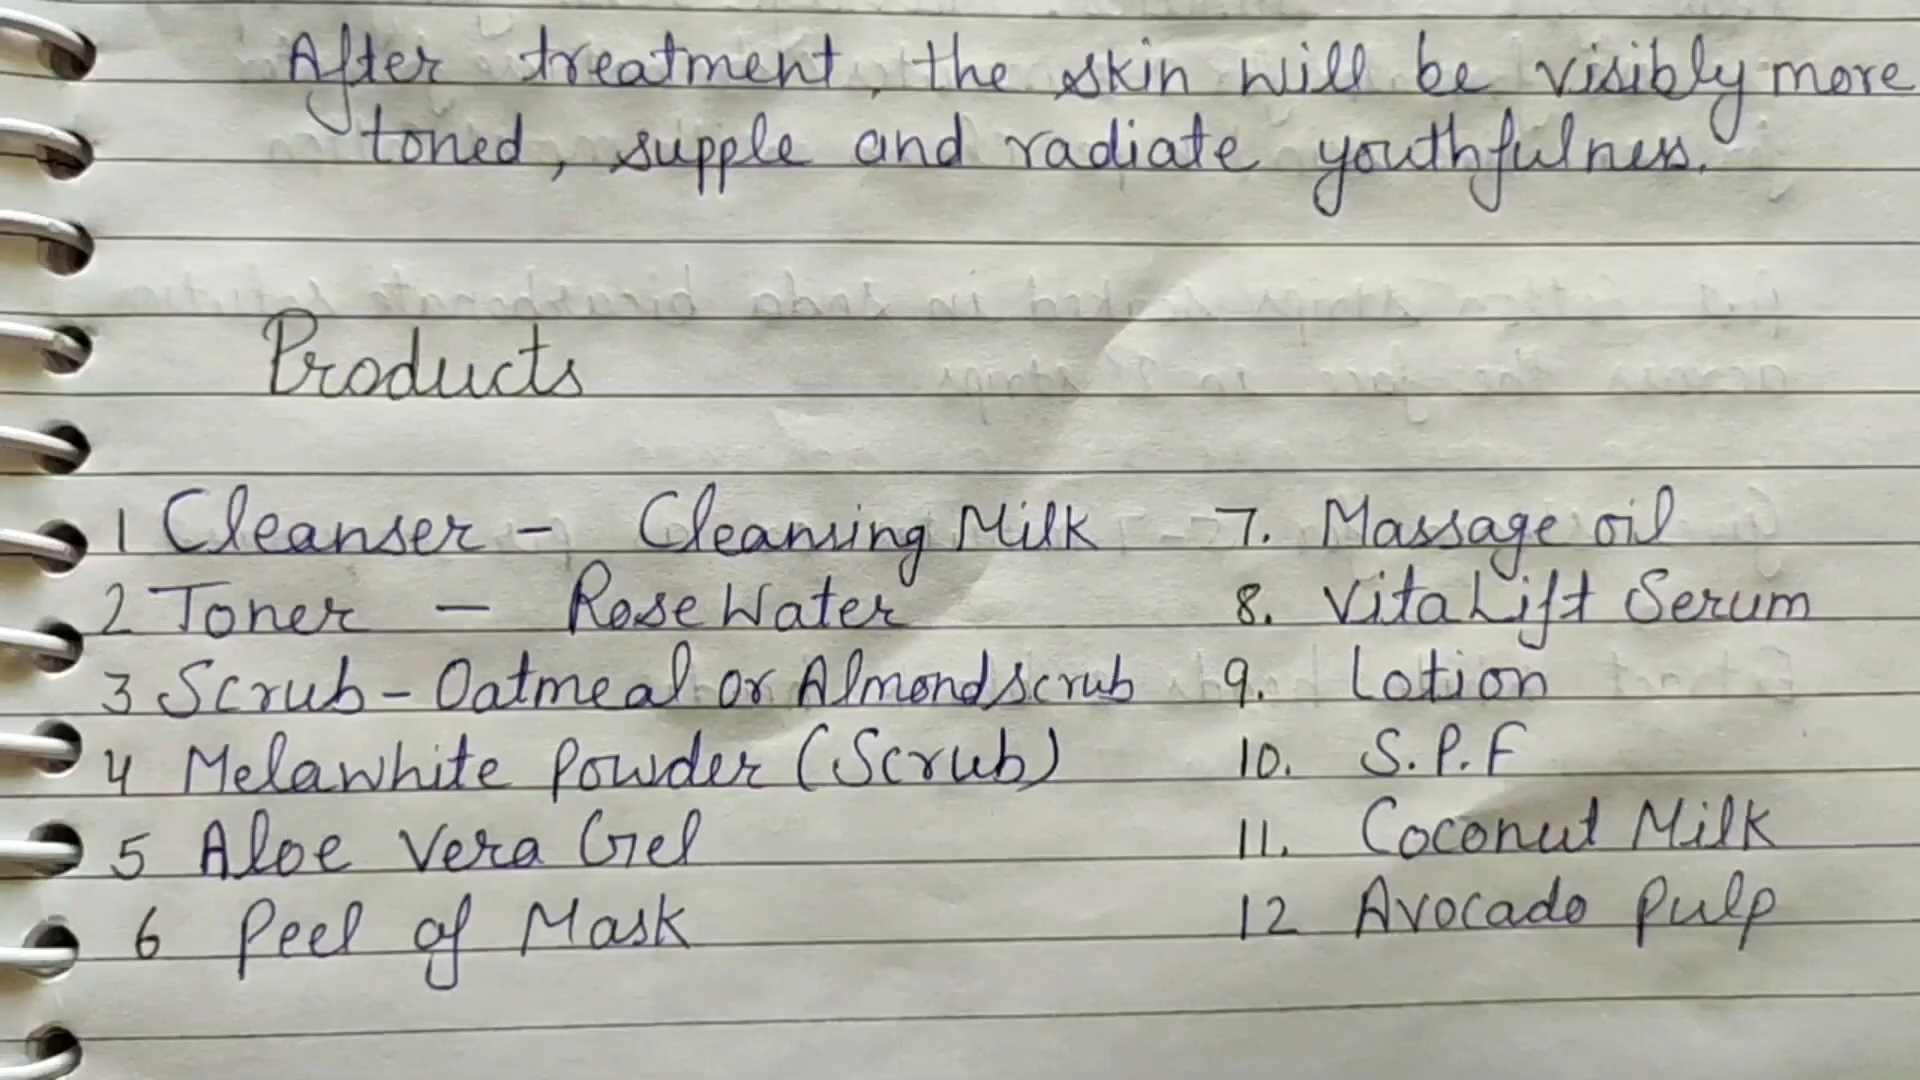 After treatment, the skin will be visibly more
toned, supple and radiate youthfulness.
Products
1 Cleanser - Cleansing Milk
2 Toner - Rose Water
3 Scrub - Oatmeal or Almond scrub
4 Melawhite Powder (Scrub)
5 Aloe Vera Gel
6 Peel of Mask
7. Massage oil
8. Vita Lift Serum
9. Lotion
10. S.P.F
11. Coconut Milk
12 Avocado Pulp